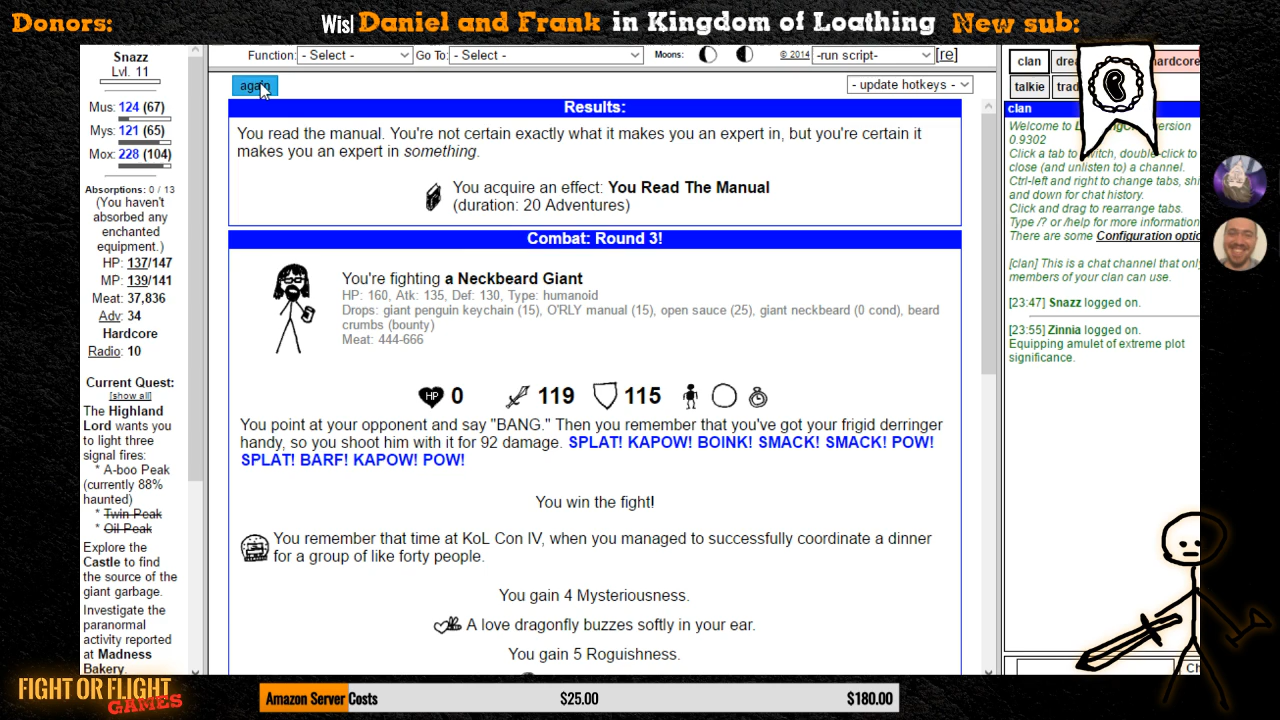 Donors:
Wisl Daniel and Frank in Kingdom of Loathing
New sub:
Snazz
Lvl. 11
Mus: 124 (67)
Mys: 121 (65)
Mox: 228 (104)
Absorptions: 0 / 13
(You haven't
absorbed any
enchanted
equipment.)
HP: 137/147
MP: 139/141
Meat: 37,836
Adv: 34
Hardcore
Radio: 10
Current Quest:
[show all]
The Highland
Lord wants you
to light three
signal fires:
* A-boo Peak
(currently 88%
haunted)
* Twin Peak
* Oil Peak
Explore the
Castle to find
the source of the
giant garbage.
Investigate the
paranormal
activity reported
at Madness
Bakery.
Function: - Select - Go To: - Select - Moons: © 2014 -run script- [re]
again
- update hotkeys -
Results:
You read the manual. You're not certain exactly what it makes you an expert in, but you're certain it
makes you an expert in something.
You acquire an effect: You Read The Manual
(duration: 20 Adventures)
Combat: Round 3!
You're fighting a Neckbeard Giant
HP: 160, Atk: 135, Def: 130, Type: humanoid
Drops: giant penguin keychain (15), O'RLY manual (15), open sauce (25), giant neckbeard (0 cond), beard
crumbs (bounty)
Meat: 444-666
HP 0 119 115
You point at your opponent and say "BANG." Then you remember that you've got your frigid derringer
handy, so you shoot him with it for 92 damage. SPLAT! KAPOW! BOINK! SMACK! SMACK! POW!
SPLAT! BARF! KAPOW! POW!
You win the fight!
You remember that time at KoL Con IV, when you managed to successfully coordinate a dinner
for a group of like forty people.
You gain 4 Mysteriousness.
A love dragonfly buzzes softly in your ear.
You gain 5 Roguishness.
clan
hardcore
talkie
clan
Welcome to
0.9302
Click a tab to switch, double-click to
close (and unlisten to) a channel.
Ctrl-left and right to change tabs,
and down for chat history.
Click and drag to rearrange tabs.
Type /? or /help for more information.
There are some Configuration optio
[clan] This is a chat channel that only
members of your clan can use.
[23:47] Snazz logged on.
[23:55] Zinnia logged on.
Equipping amulet of extreme plot
significance.
Ch
FIGHT OR FLIGHT
GAMES
Amazon Server Costs $25.00 $180.00